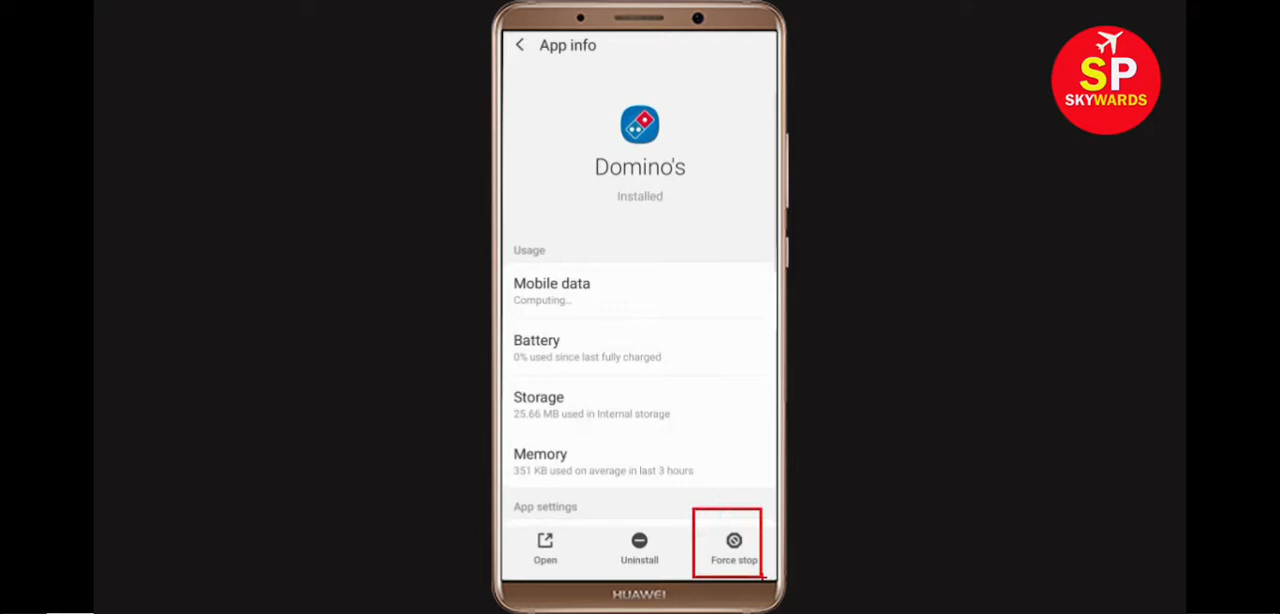 App info
SP
SKYWARDS
Domino's
Installed
Usage
Mobile data
Computing...
Battery
0% used since last fully charged
Storage
25.66 MB used in Internal storage
Memory
351 KB used on average in last 3 hours
App settings
Open
Uninstall
Force stop
HUAWEI